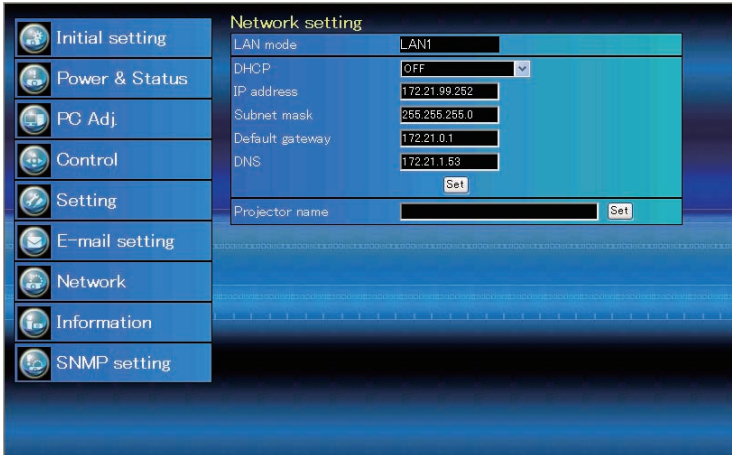 Initial setting
Power & Status
PC Adj.
Control
Setting
E-mail setting
Network
Information
SNMP setting
Network setting
LAN mode LAN1
DHCP OFF
IP address 172.21.99.252
Subnet mask 255.255.255.0
Default gateway 172.21.0.1
DNS 172.21.1.53
Set
Projector name Set